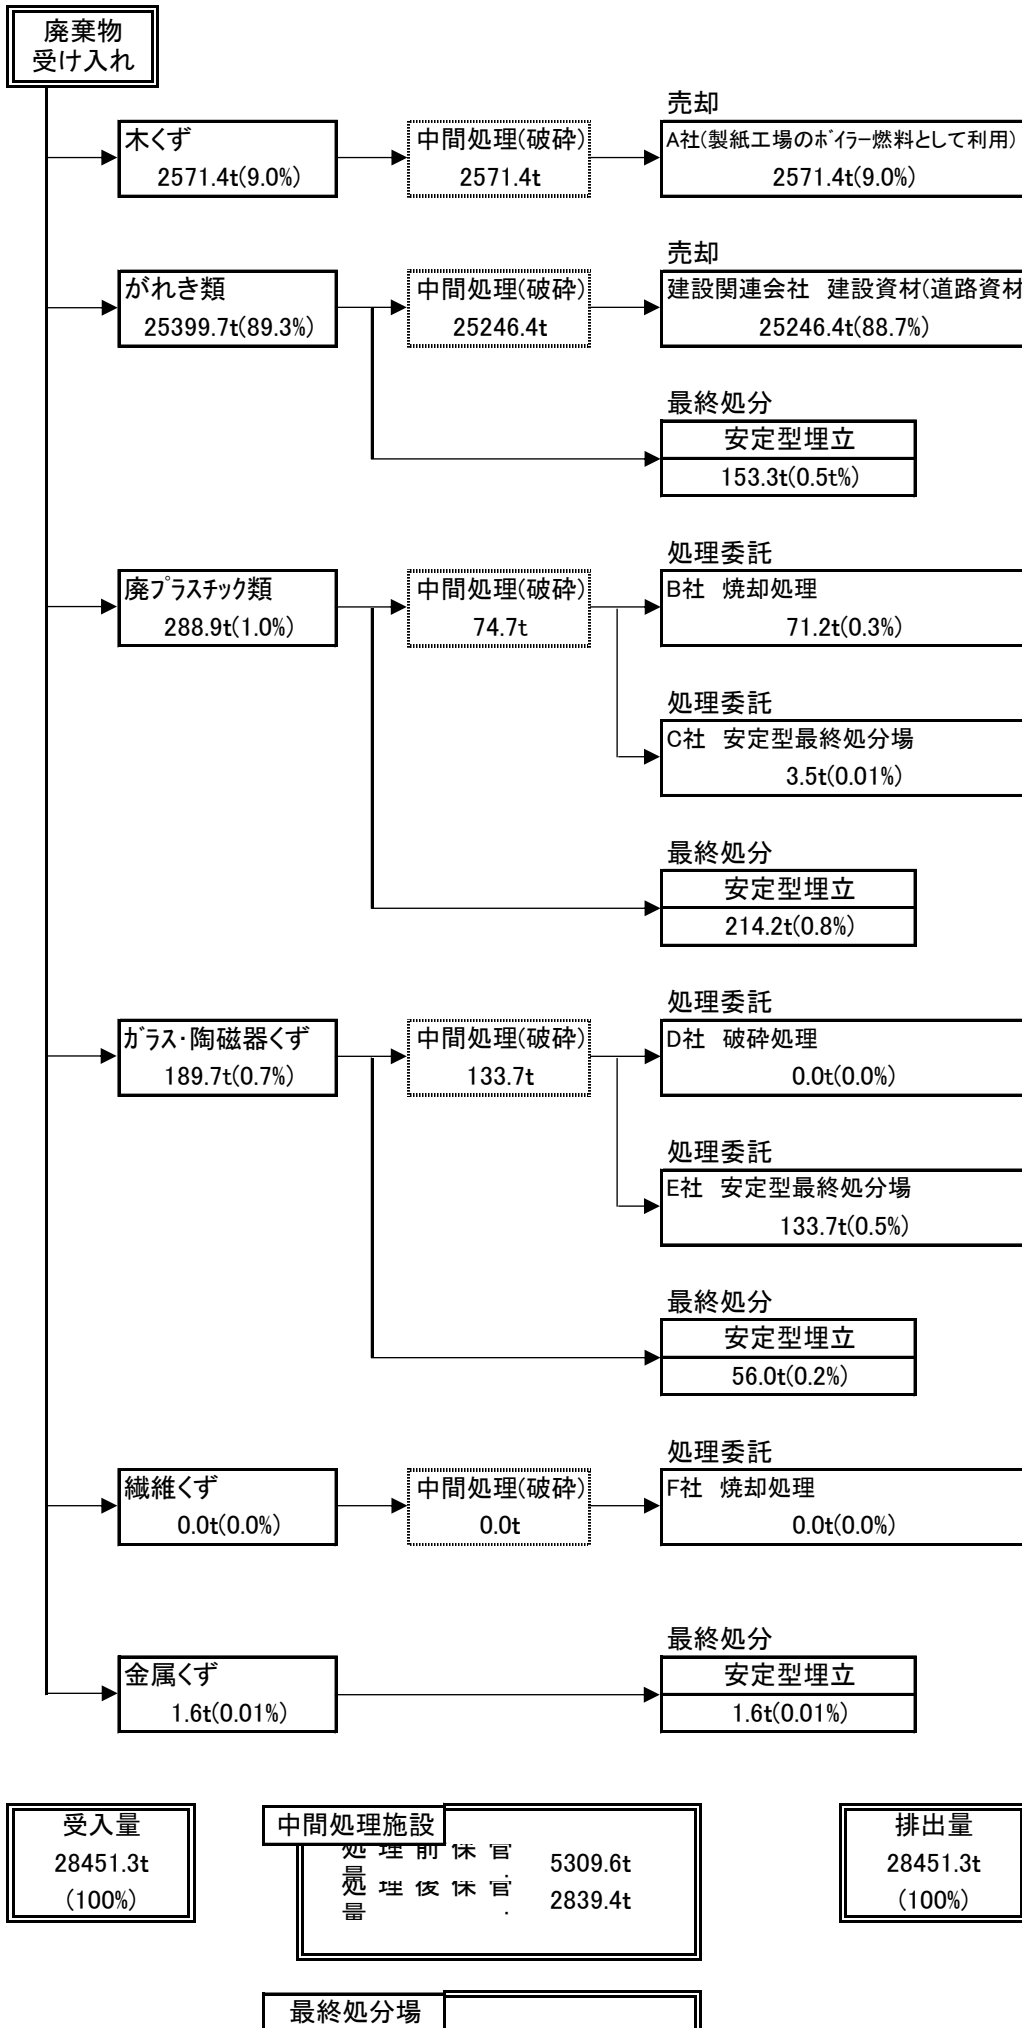 廃棄物
受け入れ
売却
木くず
2571.4t(9.0%)
中間処理(破砕)
2571.4t
A社(製紙工場のﾎﾞｲﾗｰ燃料として利用)
2571.4t(9.0%)
売却
がれき類
25399.7t(89.3%)
中間処理(破砕)
25246.4t
建設関連会社　建設資材(道路資材
25246.4t(88.7%)
最終処分
安定型埋立
153.3t(0.5t%)
処理委託
廃ﾌﾟﾗｽﾁｯｸ類
288.9t(1.0%)
中間処理(破砕)
74.7t
B社　焼却処理
71.2t(0.3%)
処理委託
C社　安定型最終処分場
3.5t(0.01%)
最終処分
安定型埋立
214.2t(0.8%)
処理委託
ｶﾞﾗｽ・陶磁器くず
189.7t(0.7%)
中間処理(破砕)
133.7t
D社　破砕処理
0.0t(0.0%)
処理委託
E社　安定型最終処分場
133.7t(0.5%)
最終処分
安定型埋立
56.0t(0.2%)
処理委託
繊維くず
0.0t(0.0%)
中間処理(破砕)
0.0t
F社　焼却処理
0.0t(0.0%)
最終処分
金属くず
1.6t(0.01%)
安定型埋立
1.6t(0.01%)
受入量
28451.3t
(100%)
中間処理施設
処理前保管量
5309.6t
処理後保管量
2839.4t
排出量
28451.3t
(100%)
最終処分場